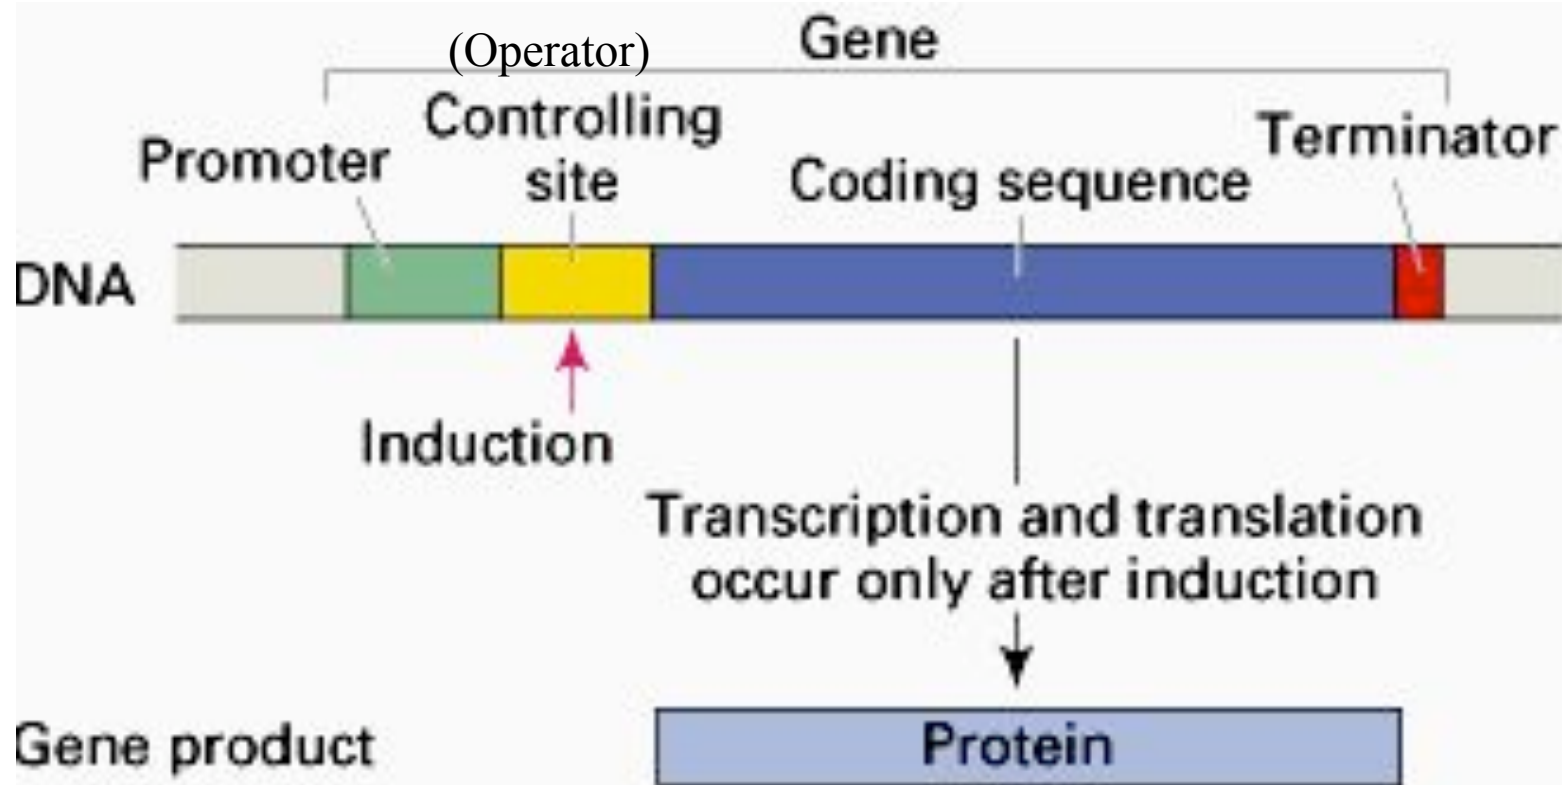 (Operator)
Gene
Promoter
Controlling
site
Coding sequence
Terminator
DNA
Induction
Transcription and translation
occur only after induction
Gene product
Protein